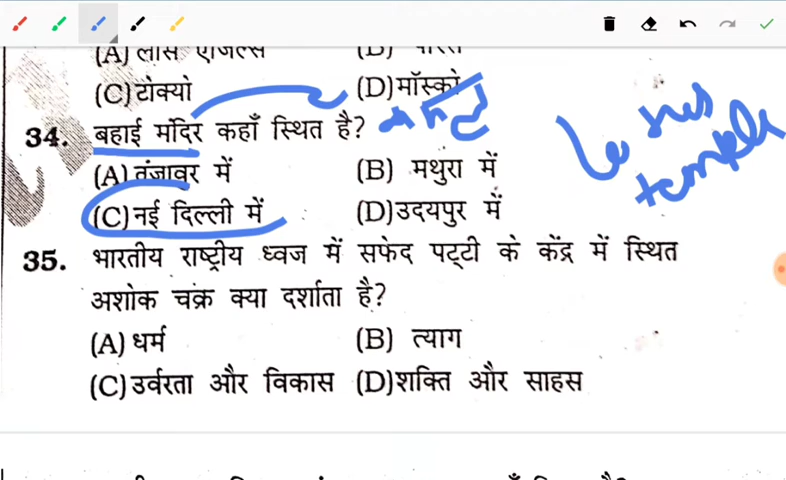 (C) टोक्यो (D) मॉस्को
34. बहाई मंदिर कहाँ स्थित है?
(A) तंजावर में (B) मथुरा में
(C) नई दिल्ली में (D) उदयपुर में
temple
35. भारतीय राष्ट्रीय ध्वज में सफेद पट्टी के केंद्र में स्थित
अशोक चक्र क्या दर्शाता है?
(A) धर्म (B) त्याग
(C) उर्वरता और विकास (D) शक्ति और साहस